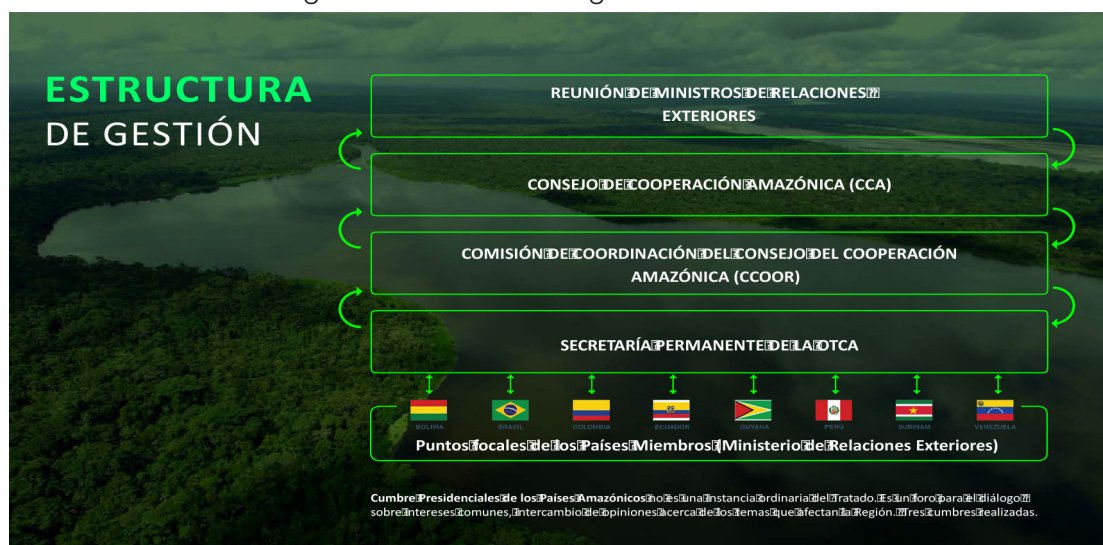 ESTRUCTURA
DE GESTIÓN
REUNIÓN DE MINISTROS DE RELACIONES
EXTERIORES
CONSEJO DE COOPERACIÓN AMAZÓNICA (CCA)
COMISIÓN DE COORDINACIÓN DEL CONSEJO DEL COOPERACIÓN
AMAZÓNICA (CCOOR)
SECRETARÍA PERMANENTE DE LA OTCA
BOLIVIA BRASIL COLOMBIA ECUADOR GUYANA PERÚ SURINAM VENEZUELA
Puntos focales de los Países Miembros (Ministerio de Relaciones Exteriores)
Cumbre Presidenciales de los Países Amazónicos no es una instancia ordinaria del Tratado. Es un foro para el diálogo
sobre intereses comunes, intercambio de opiniones acerca de los temas que afectan la Región. Tres cumbres realizadas.